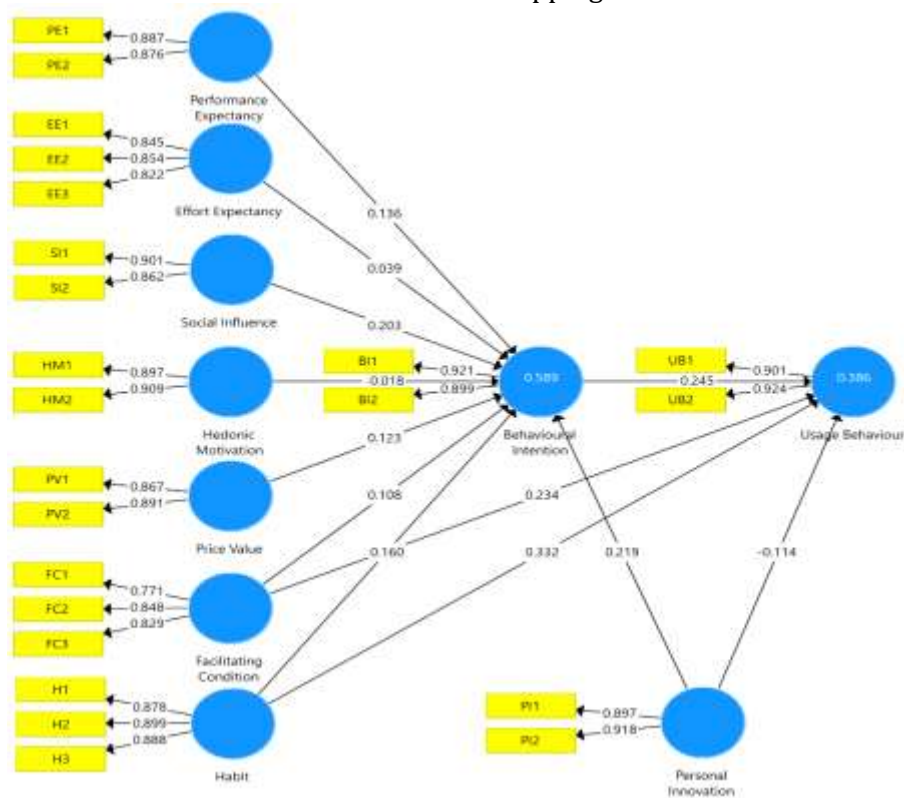 pping
PE1
0.887
PE2
0.876
Performance
Expectancy
0.136
EE1
0.845
EE2
0.854
EE3
0.822
Effort Expectancy
0.039
SI1
0.901
SI2
0.862
Social Influence
0.203
HM1
0.897
HM2
0.909
Hedonic
Motivation
-0.018
BI1
0.921
BI2
0.899
0.589
Behavioural
Intention
0.245
UB1
0.901
UB2
0.924
0.386
Usage Behaviour
PV1
0.867
PV2
0.891
Price Value
0.123
FC1
0.771
FC2
0.848
FC3
0.829
Facilitating
Condition
0.108
0.234
H1
0.878
H2
0.899
H3
0.888
Habit
0.160
0.332
0.219
-0.114
PI1
0.897
PI2
0.918
Personal
Innovation